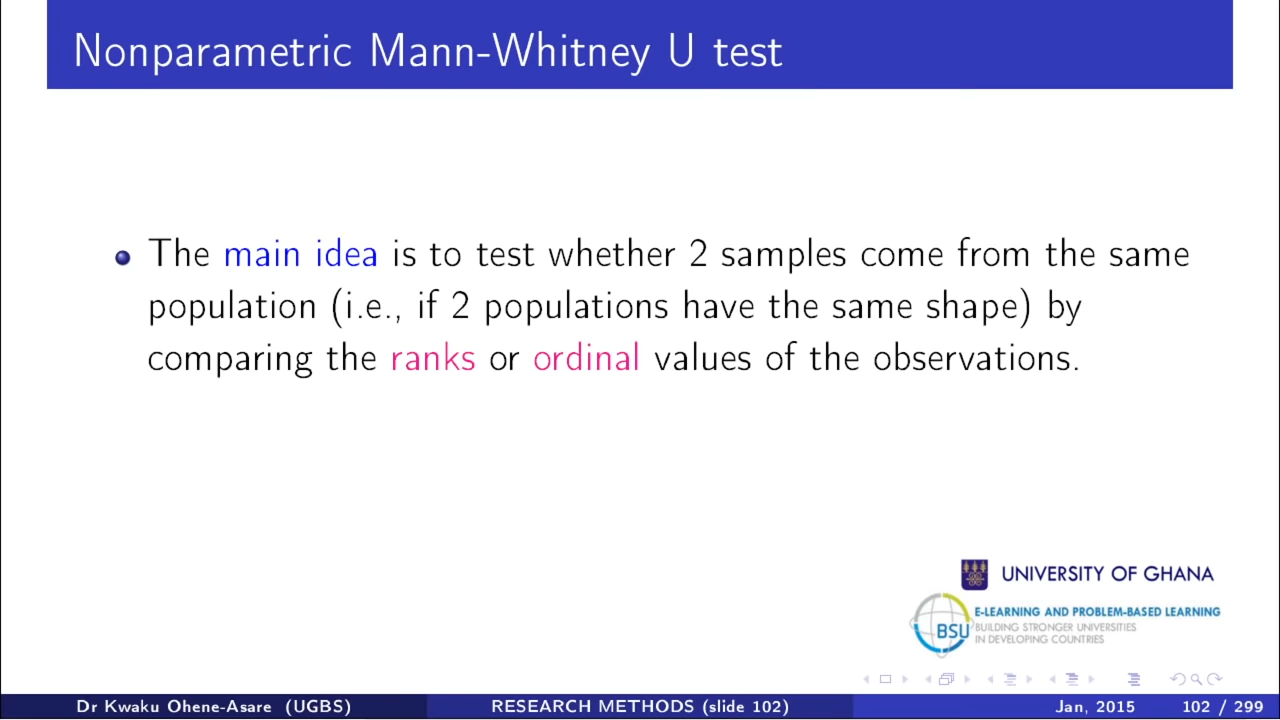 Nonparametric Mann-Whitney U test
The main idea is to test whether 2 samples come from the same
population (i.e., if 2 populations have the same shape) by
comparing the ranks or ordinal values of the observations.
UNIVERSITY OF GHANA
BSU
E-LEARNING AND PROBLEM-BASED LEARNING
BUILDING STRONGER UNIVERSITIES
IN DEVELOPING COUNTRIES
Dr Kwaku Ohene-Asare (UGBS) RESEARCH METHODS (slide 102) Jan, 2015 102 / 299